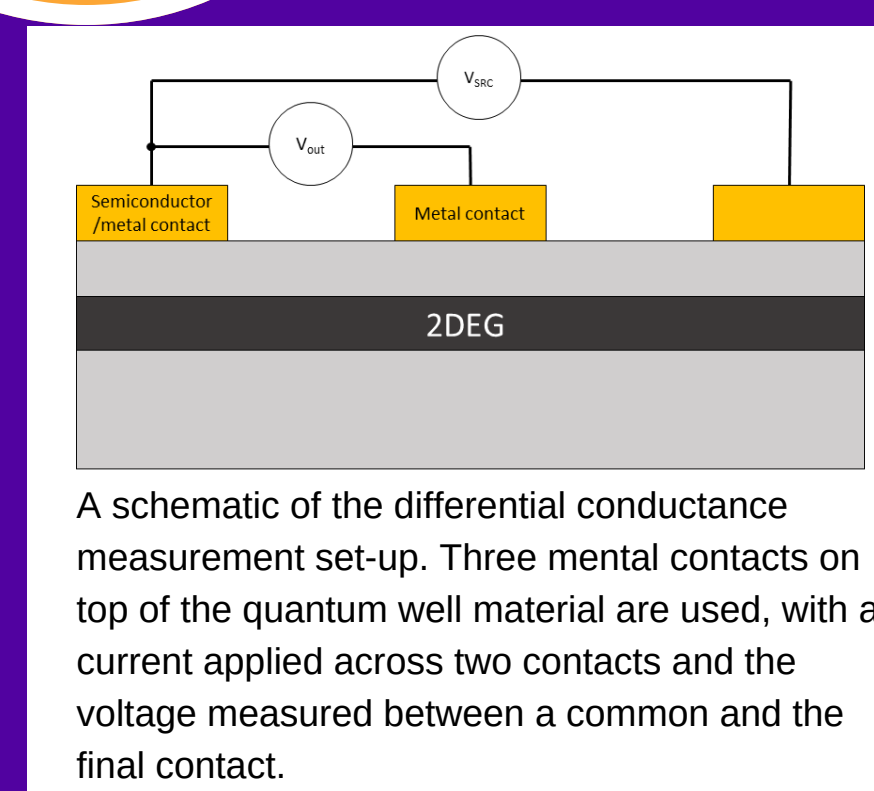 V_SRC
V_out
Semiconductor
/metal contact
Metal contact
2DEG
A schematic of the differential conductance
measurement set-up. Three mental contacts on
top of the quantum well material are used, with a
current applied across two contacts and the
voltage measured between a common and the
final contact.